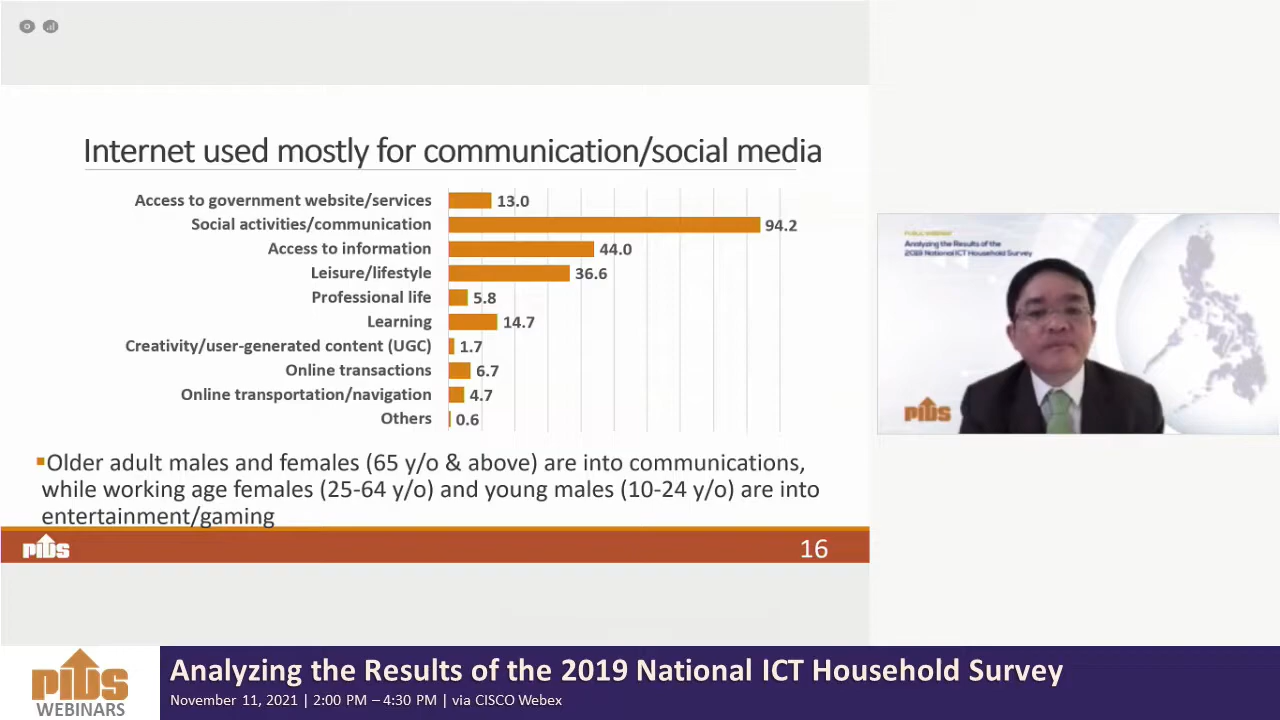 Internet used mostly for communication/social media
Access to government website/services 13.0
Social activities/communication 94.2
Access to information 44.0
Leisure/lifestyle 36.6
Professional life 5.8
Learning 14.7
Creativity/user-generated content (UGC) 1.7
Online transactions 6.7
Online transportation/navigation 4.7
Others 0.6
Older adult males and females (65 y/o & above) are into communications,
while working age females (25-64 y/o) and young males (10-24 y/o) are into
entertainment/gaming
PIDS
16
PUBLIC WEBINAR
Analyzing the Results of the
2019 National ICT Household Survey
PIDS
PIDS
WEBINARS
Analyzing the Results of the 2019 National ICT Household Survey
November 11, 2021 | 2:00 PM – 4:30 PM | via CISCO Webex